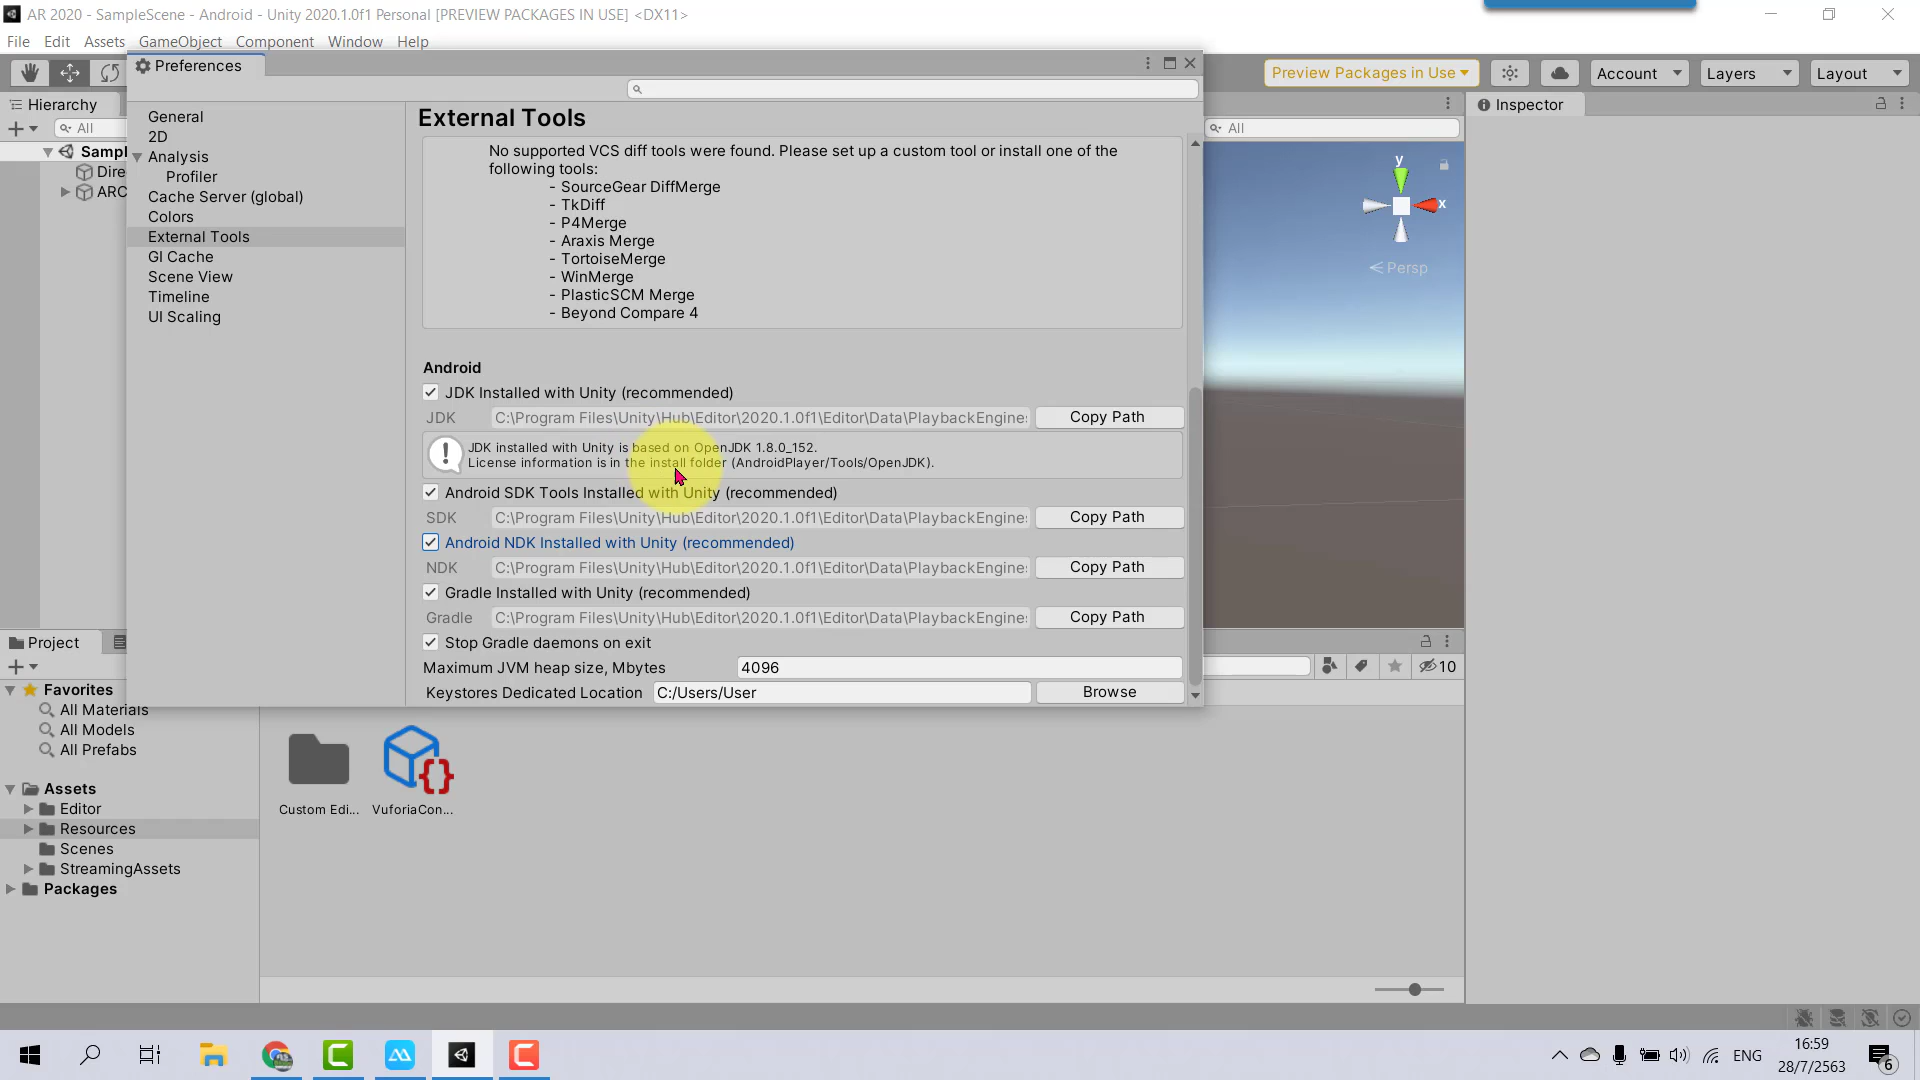 AR 2020 - SampleScene - Android - Unity 2020.1.0f1 Personal [PREVIEW PACKAGES IN USE] <DX11>
File Edit Assets GameObject Component Window Help
Preferences
Preview Packages in Use
Account
Layers
Layout
Hierarchy
All
Sampl
Dire
ARC
General
2D
Analysis
Profiler
Cache Server (global)
Colors
External Tools
GI Cache
Scene View
Timeline
UI Scaling
External Tools
No supported VCS diff tools were found. Please set up a custom tool or install one of the
following tools:
- SourceGear DiffMerge
- TkDiff
- P4Merge
- Araxis Merge
- TortoiseMerge
- WinMerge
- PlasticSCM Merge
- Beyond Compare 4
Android
JDK Installed with Unity (recommended)
JDK C:\Program Files\Unity\Hub\Editor\2020.1.0f1\Editor\Data\PlaybackEngine: Copy Path
JDK installed with Unity is based on OpenJDK 1.8.0_152.
License information is in the install folder (AndroidPlayer/Tools/OpenJDK).
Android SDK Tools Installed with Unity (recommended)
SDK C:\Program Files\Unity\Hub\Editor\2020.1.0f1\Editor\Data\PlaybackEngine: Copy Path
Android NDK Installed with Unity (recommended)
NDK C:\Program Files\Unity\Hub\Editor\2020.1.0f1\Editor\Data\PlaybackEngine: Copy Path
Gradle Installed with Unity (recommended)
Gradle C:\Program Files\Unity\Hub\Editor\2020.1.0f1\Editor\Data\PlaybackEngine: Copy Path
Stop Gradle daemons on exit
Maximum JVM heap size, Mbytes 4096
Keystores Dedicated Location C:/Users/User Browse
All
y
x
Persp
Inspector
Project
10
Favorites
All Materials
All Models
All Prefabs
Assets
Editor
Resources
Scenes
StreamingAssets
Packages
Custom Edi...
VuforiaCon...
ENG
16:59
28/7/2563
6